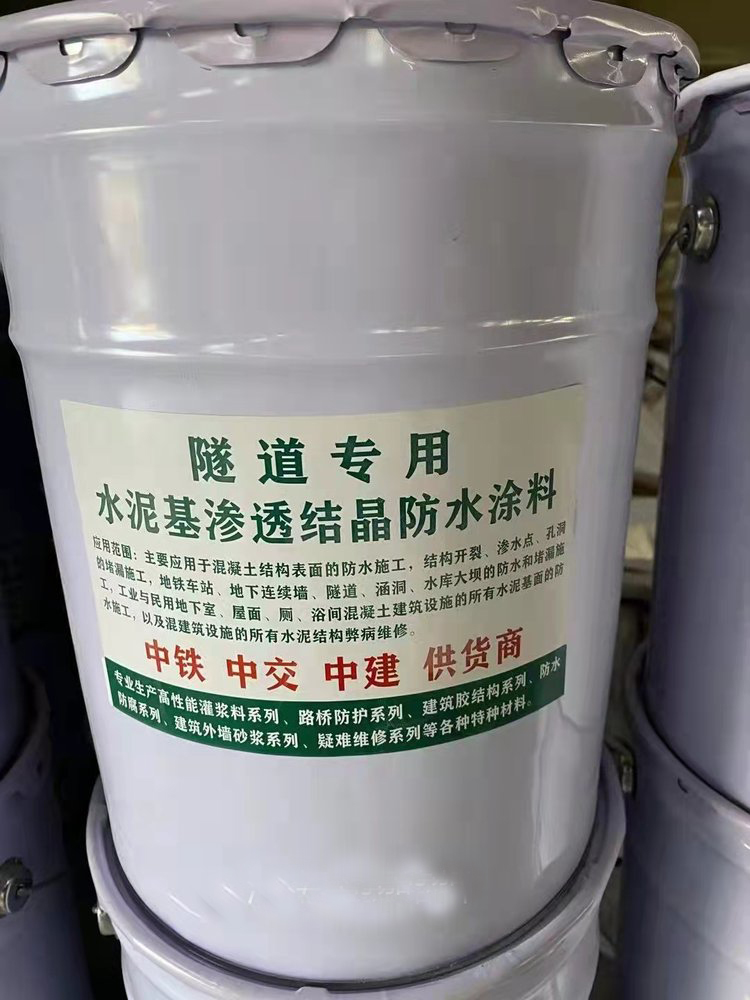 隧道专用
水泥基渗透结晶防水涂料
应用范围：主要应用于混凝土结构表面的防水施工，结构开裂、渗水点、孔洞
的堵漏施工，地铁车站、地下连续墙、隧道、涵洞、水库大坝的防水和堵漏施
工，工业与民用地下室、屋面、厕、浴间混凝土建筑设施的所有水泥基面的防
水施工，以及混建筑设施的所有水泥结构弊病维修。
中铁 中交 中建 供货商
专业生产高性能灌浆料系列、路桥防护系列、建筑胶结构系列、防水
防腐系列、建筑外墙砂浆系列、疑难维修系列等各种特种材料。